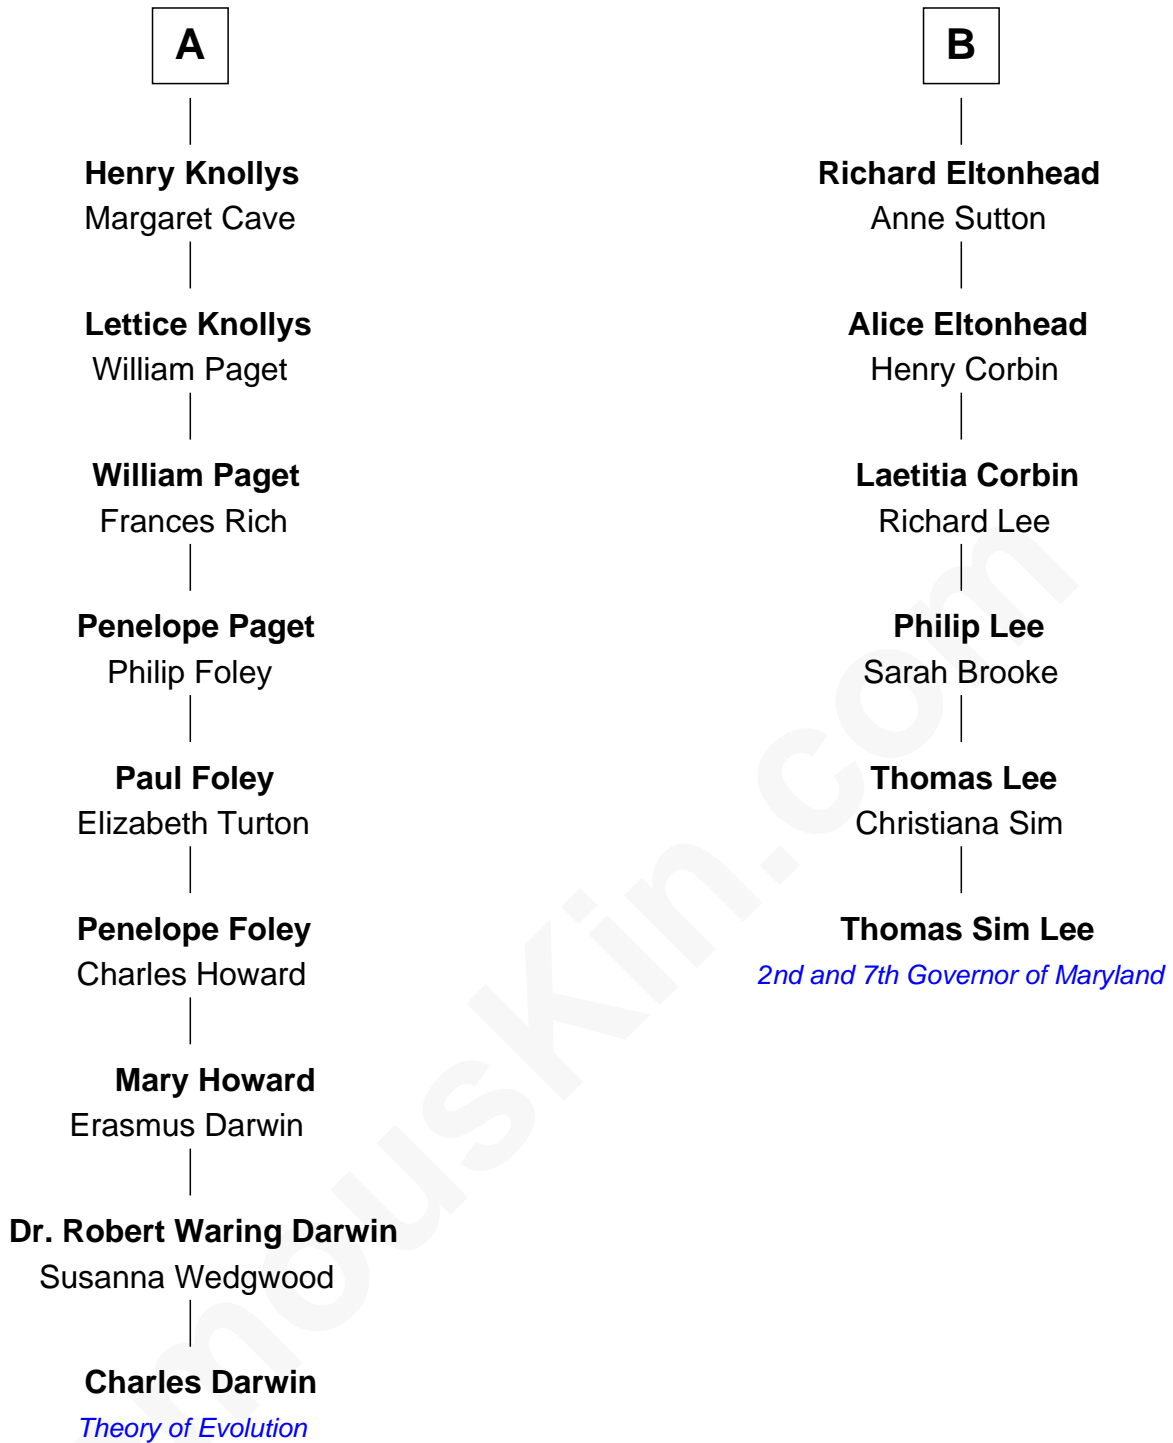 A
Henry Knollys
Margaret Cave
Lettice Knollys
William Paget
William Paget
Frances Rich
Penelope Paget
Philip Foley
Paul Foley
Elizabeth Turton
Penelope Foley
Charles Howard
Mary Howard
Erasmus Darwin
Dr. Robert Waring Darwin
Susanna Wedgwood
Charles Darwin
Theory of Evolution
B
Richard Eltonhead
Anne Sutton
Alice Eltonhead
Henry Corbin
Laetitia Corbin
Richard Lee
Philip Lee
Sarah Brooke
Thomas Lee
Christiana Sim
Thomas Sim Lee
2nd and 7th Governor of Maryland
mousKin.com